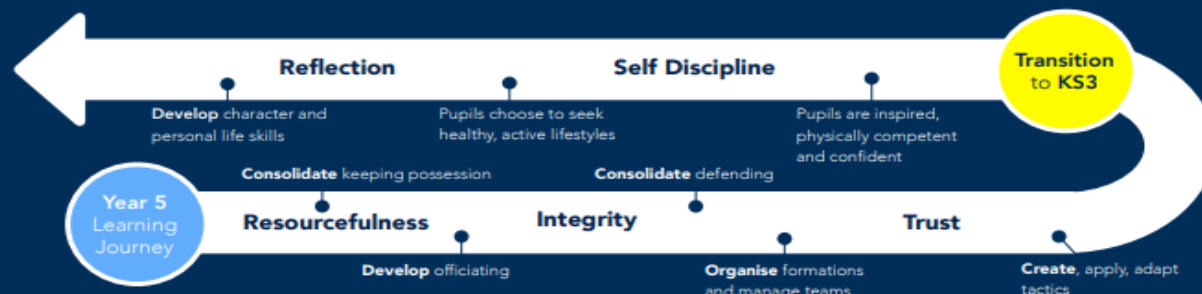 Reflection
Self Discipline
Transition
to KS3
Develop character and
personal life skills
Pupils choose to seek
healthy, active lifestyles
Pupils are inspired,
physically competent
and confident
Consolidate keeping possession
Consolidate defending
Year 5
Learning
Journey
Resourcefulness
Integrity
Trust
Develop officiating
Organise formations
and manage teams
Create, apply, adapt
tactics